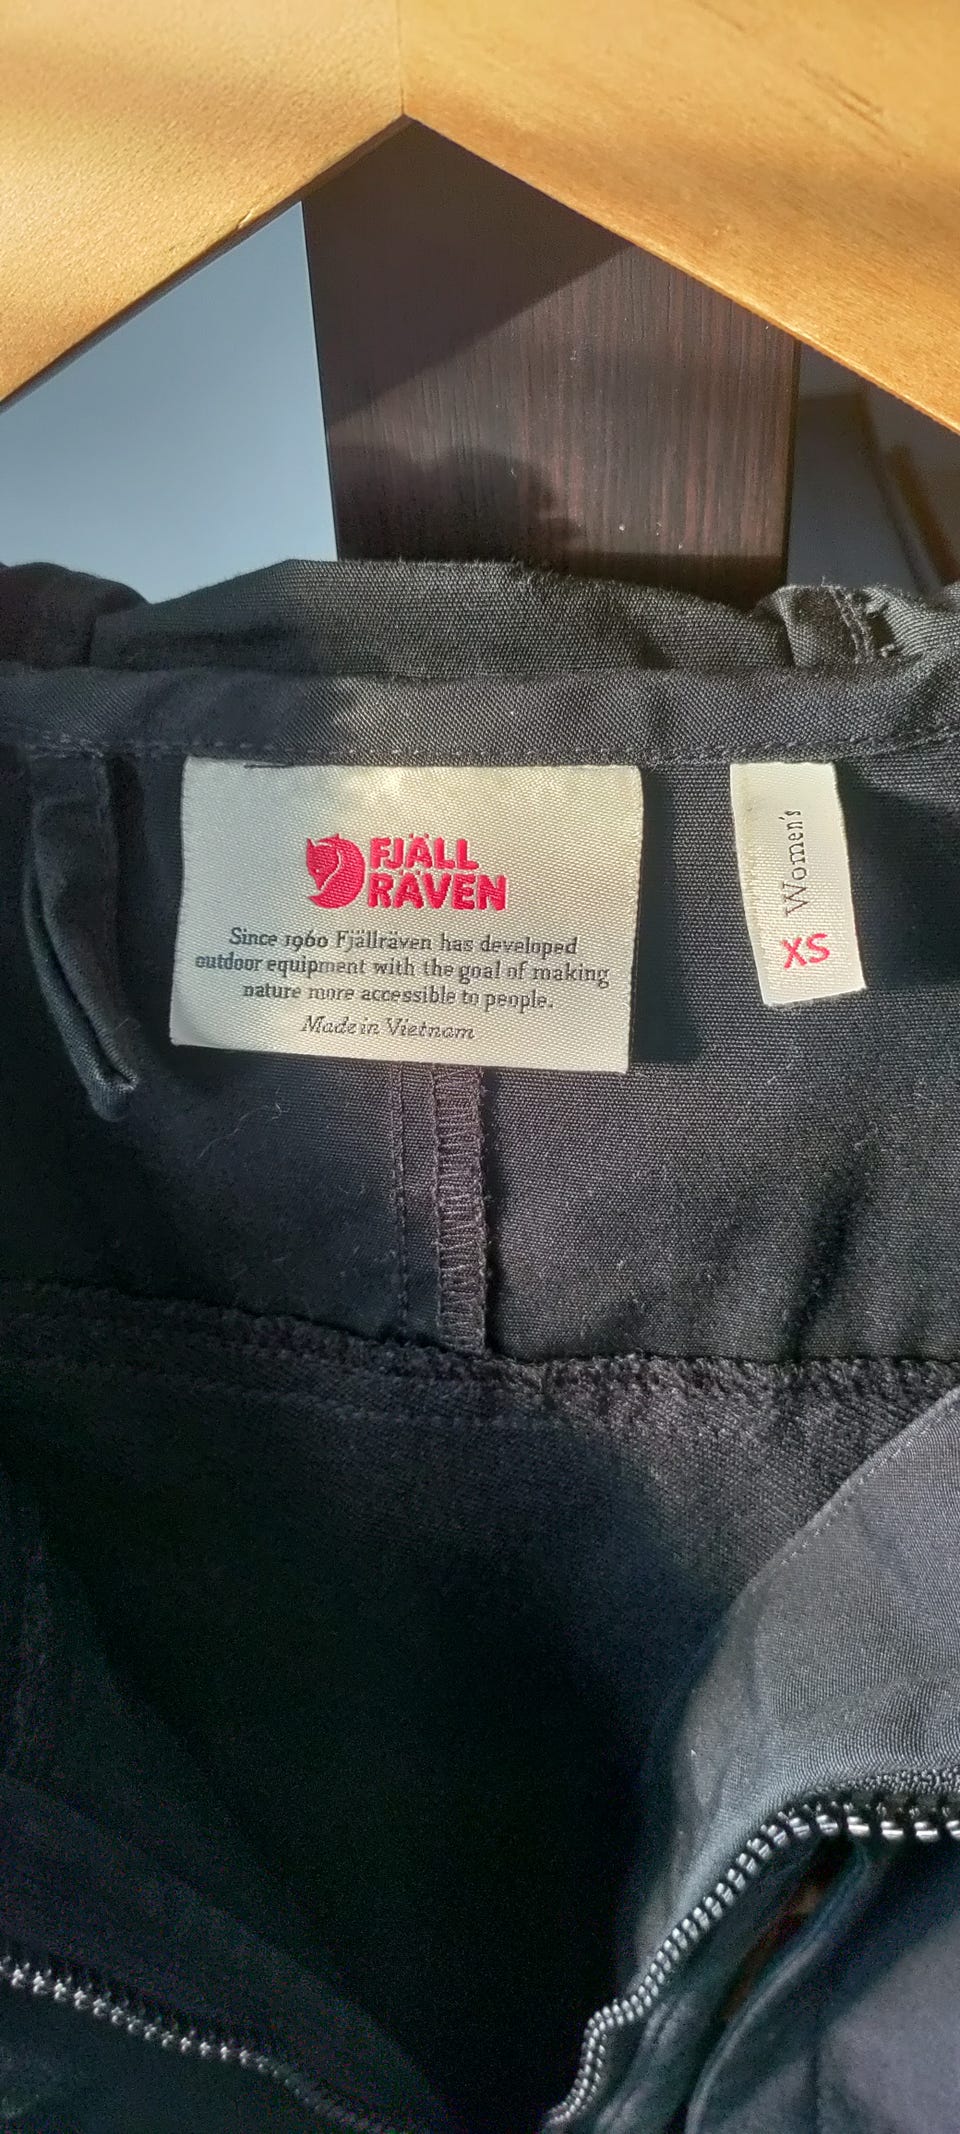 FJÄLL
RÄVEN
Since 1960 Fjällräven has developed
outdoor equipment with the goal of making
nature more accessible to people.
Made in Vietnam
Women's
XS